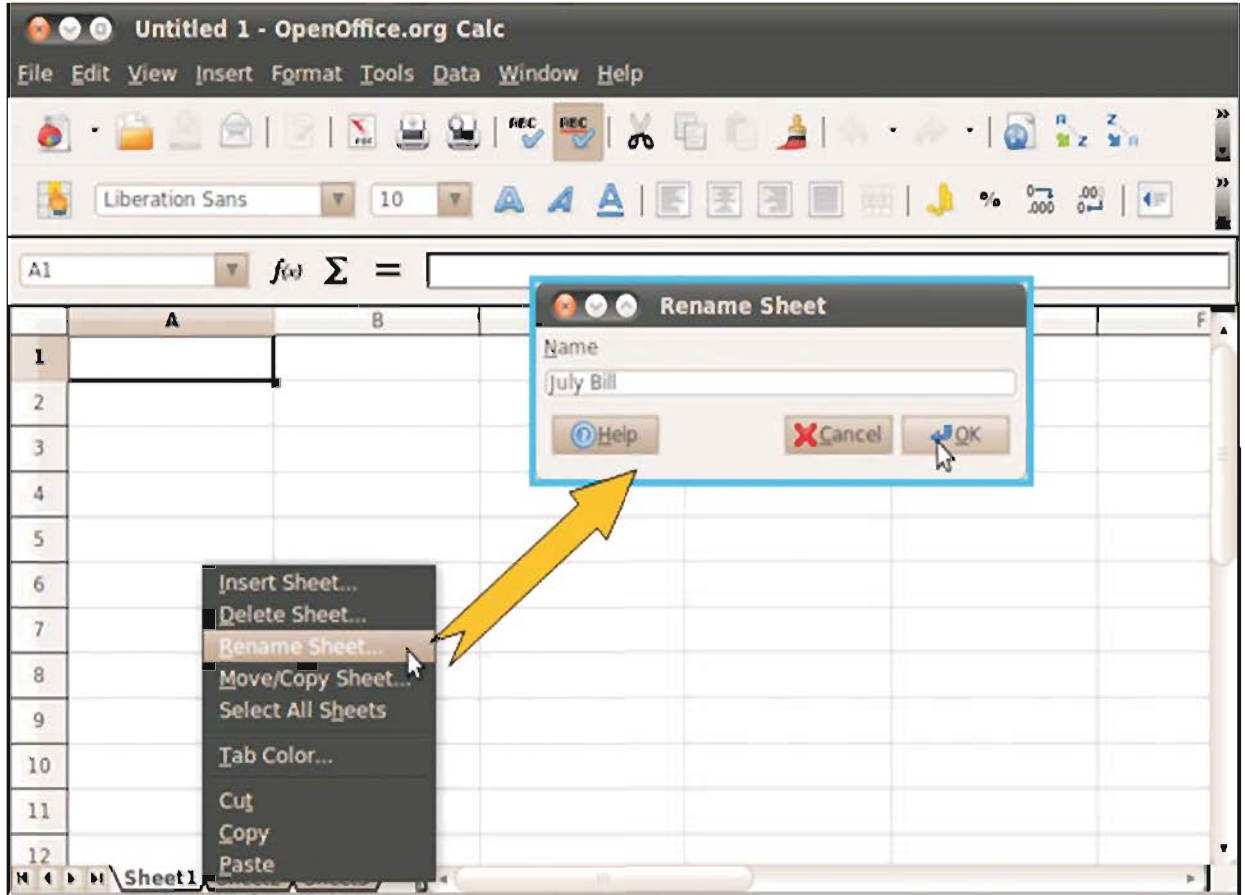 Untitled 1 - OpenOffice.org Calc
File Edit View Insert Format Tools Data Window Help
Liberation Sans 10
A1 f(x) Σ =
A B F
Rename Sheet
Name
July Bill
Help Cancel OK
1
2
3
4
5
6
7
8
9
10
11
12
Insert Sheet...
Delete Sheet...
Rename Sheet...
Move/Copy Sheet...
Select All Sheets
Tab Color...
Cut
Copy
Paste
Sheet1